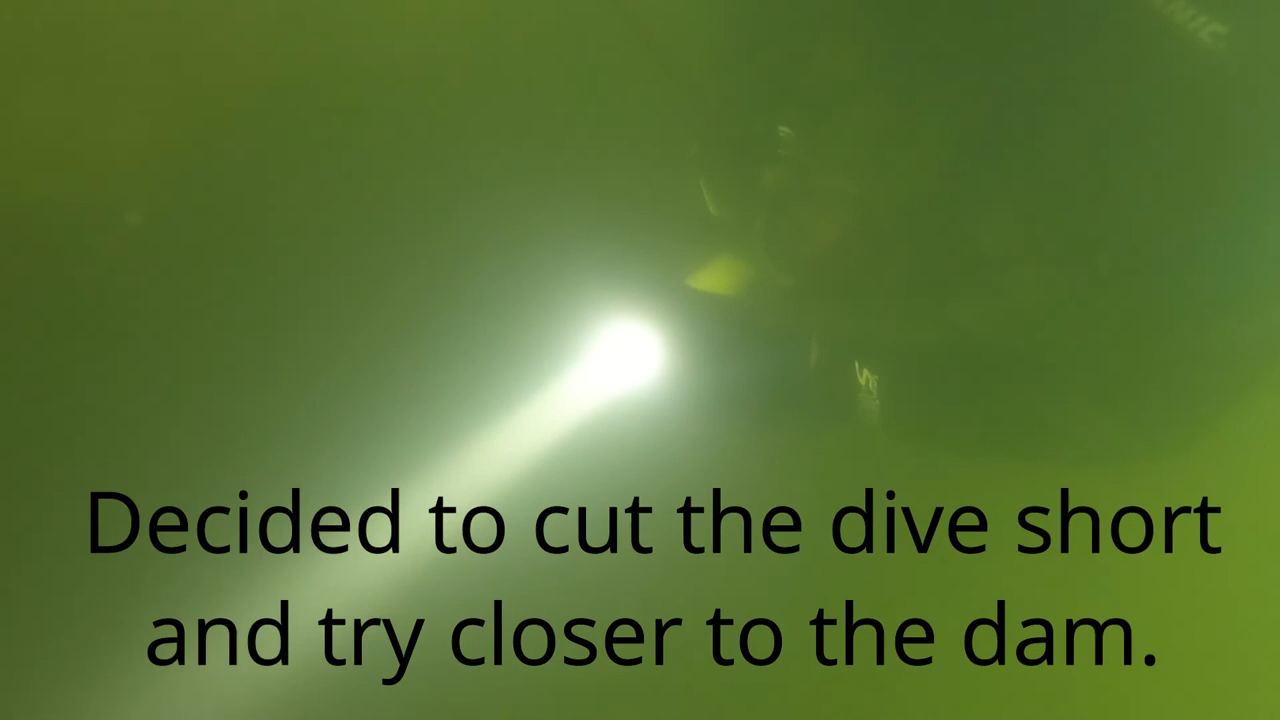 Decided to cut the dive short
and try closer to the dam.